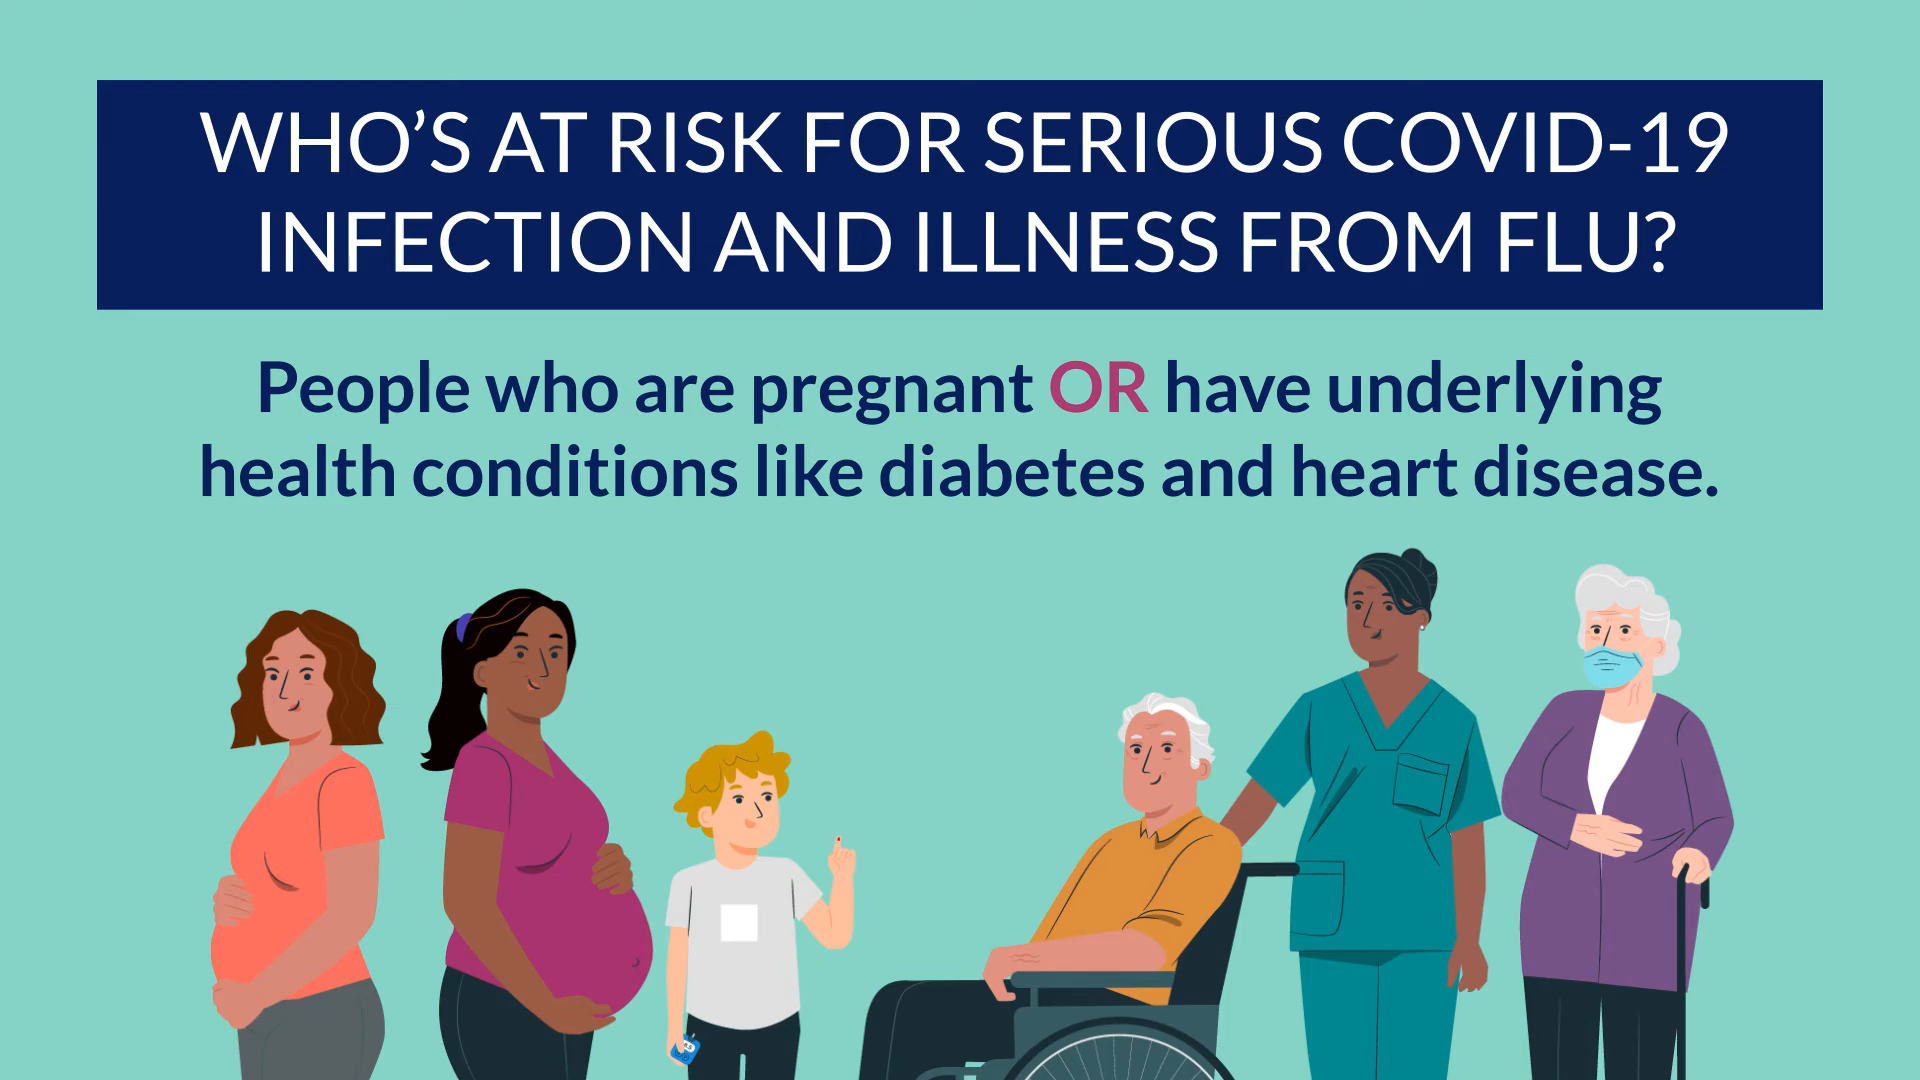 WHO’S AT RISK FOR SERIOUS COVID-19
INFECTION AND ILLNESS FROM FLU?
People who are pregnant OR have underlying
health conditions like diabetes and heart disease.